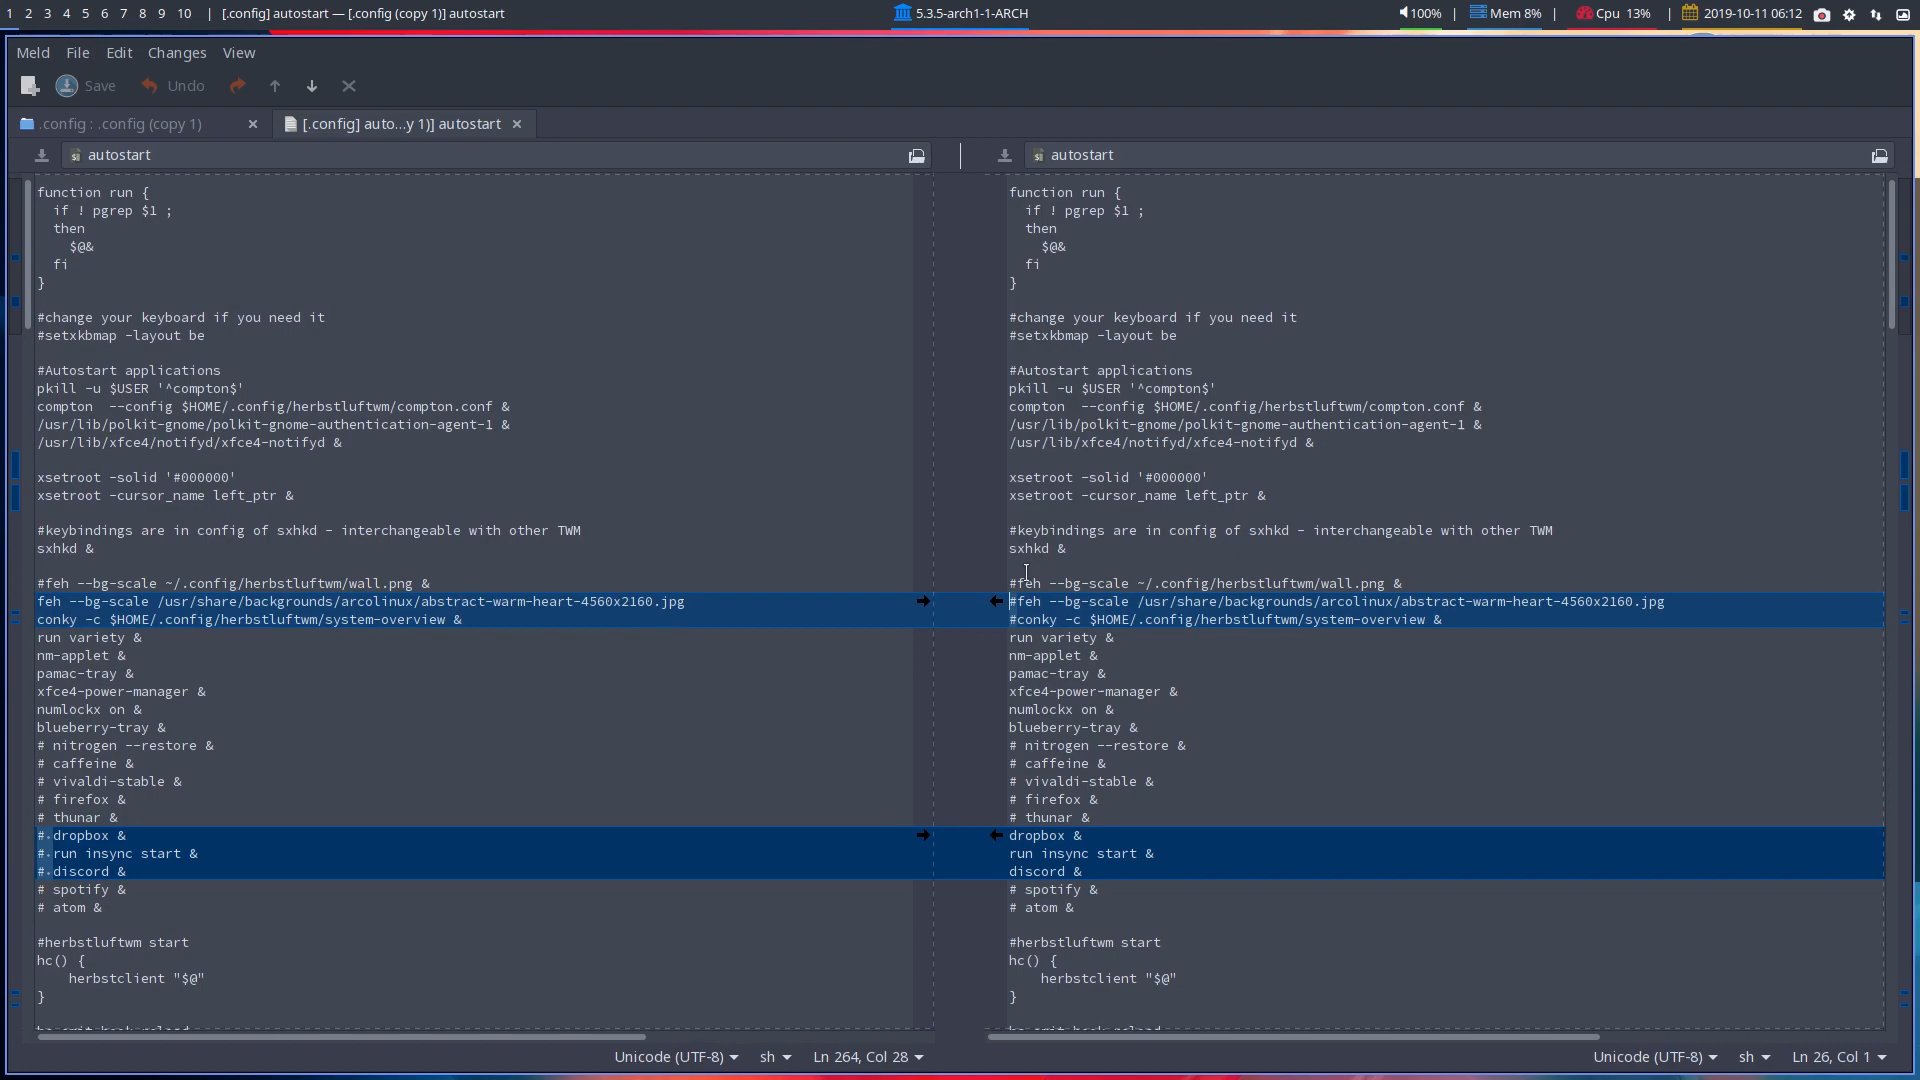 1 2 3 4 5 6 7 8 9 10 | [.config] autostart — [.config (copy 1)] autostart
5.3.5-arch1-1-ARCH
100% | Mem 8% | Cpu 13% | 2019-10-11 06:12
Meld File Edit Changes View
Save Undo
.config : .config (copy 1)
[.config] auto...y 1)] autostart
autostart
function run {
if ! pgrep $1 ;
then
$@&
fi
}
#change your keyboard if you need it
#setxkbmap -layout be
#Autostart applications
pkill -u $USER '^compton$'
compton  --config $HOME/.config/herbstluftwm/compton.conf &
/usr/lib/polkit-gnome/polkit-gnome-authentication-agent-1 &
/usr/lib/xfce4/notifyd/xfce4-notifyd &
xsetroot -solid '#000000'
xsetroot -cursor_name left_ptr &
#keybindings are in config of sxhkd - interchangeable with other TWM
sxhkd &
#feh --bg-scale ~/.config/herbstluftwm/wall.png &
feh --bg-scale /usr/share/backgrounds/arcolinux/abstract-warm-heart-4560x2160.jpg
conky -c $HOME/.config/herbstluftwm/system-overview &
run variety &
nm-applet &
pamac-tray &
xfce4-power-manager &
numlockx on &
blueberry-tray &
# nitrogen --restore &
# caffeine &
# vivaldi-stable &
# firefox &
# thunar &
# dropbox &
# run insync start &
# discord &
# spotify &
# atom &
#herbstluftwm start
hc() {
herbstclient "$@"
}
Unicode (UTF-8) sh Ln 264, Col 28
autostart
function run {
if ! pgrep $1 ;
then
$@&
fi
}
#change your keyboard if you need it
#setxkbmap -layout be
#Autostart applications
pkill -u $USER '^compton$'
compton  --config $HOME/.config/herbstluftwm/compton.conf &
/usr/lib/polkit-gnome/polkit-gnome-authentication-agent-1 &
/usr/lib/xfce4/notifyd/xfce4-notifyd &
xsetroot -solid '#000000'
xsetroot -cursor_name left_ptr &
#keybindings are in config of sxhkd - interchangeable with other TWM
sxhkd &
#feh --bg-scale ~/.config/herbstluftwm/wall.png &
#feh --bg-scale /usr/share/backgrounds/arcolinux/abstract-warm-heart-4560x2160.jpg
#conky -c $HOME/.config/herbstluftwm/system-overview &
run variety &
nm-applet &
pamac-tray &
xfce4-power-manager &
numlockx on &
blueberry-tray &
# nitrogen --restore &
# caffeine &
# vivaldi-stable &
# firefox &
# thunar &
dropbox &
run insync start &
discord &
# spotify &
# atom &
#herbstluftwm start
hc() {
herbstclient "$@"
}
Unicode (UTF-8) sh Ln 26, Col 1